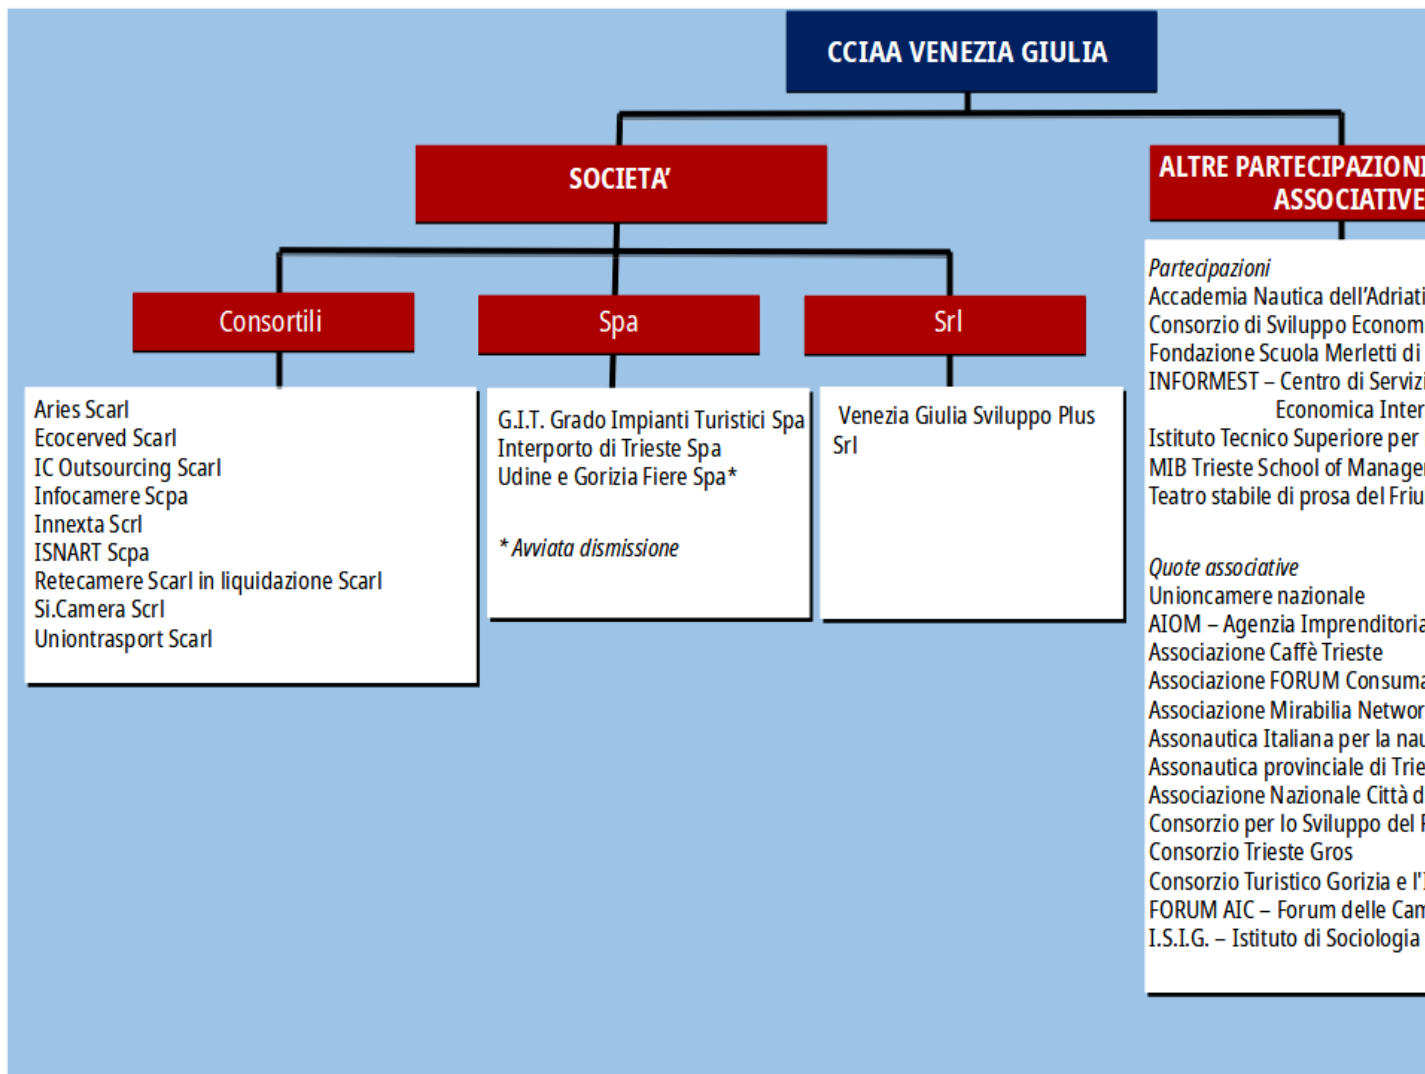 CCIAA VENEZIA GIULIA
SOCIETA’
Consortili
Aries Scarl
Ecocerved Scarl
IC Outsourcing Scarl
Infocamere Scpa
Innexta Scrl
ISNART Scpa
Retecamere Scarl in liquidazione Scarl
Si.Camera Scrl
Uniontrasport Scarl
Spa
G.I.T. Grado Impianti Turistici Spa
Interporto di Trieste Spa
Udine e Gorizia Fiere Spa*
* Avviata dismissione
Srl
Venezia Giulia Sviluppo Plus
Srl
ALTRE PARTECIPAZIONI
ASSOCIATIVE
Partecipazioni
Accademia Nautica dell’Adriati
Consorzio di Sviluppo Econom
Fondazione Scuola Merletti di
INFORMEST – Centro di Servizi
Economica Inter
Istituto Tecnico Superiore per
MIB Trieste School of Manage
Teatro stabile di prosa del Friu
Quote associative
Unioncamere nazionale
AIOM – Agenzia Imprenditoria
Associazione Caffè Trieste
Associazione FORUM Consuma
Associazione Mirabilia Networ
Assonautica Italiana per la nau
Assonautica provinciale di Trie
Associazione Nazionale Città d
Consorzio per lo Sviluppo del
Consorzio Trieste Gros
Consorzio Turistico Gorizia e l'I
FORUM AIC – Forum delle Cam
I.S.I.G. – Istituto di Sociologia